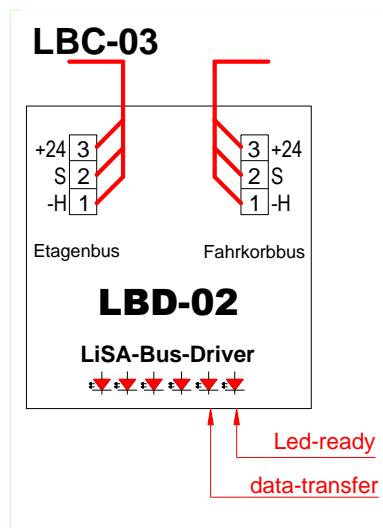 LBC-03
+24 3 3 +24
S 2 2 S
-H 1 1 -H
Etagenbus Fahrkorbbus
LBD-02
LiSA-Bus-Driver
Led-ready
data-transfer